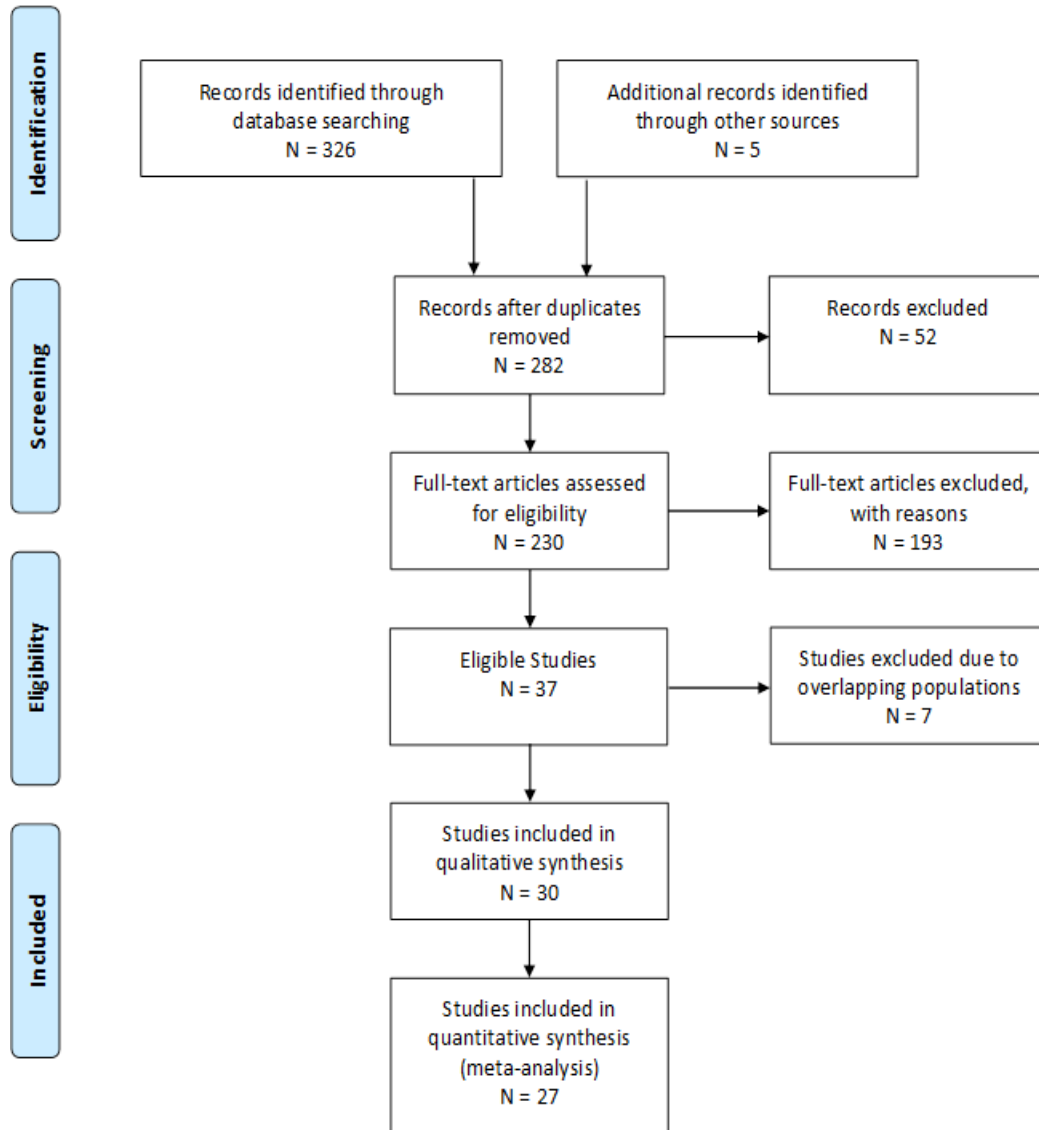 Identification
Records identified through
database searching
N = 326
Additional records identified
through other sources
N = 5
Screening
Records after duplicates
removed
N = 282
Records excluded
N = 52
Full-text articles assessed
for eligibility
N = 230
Full-text articles excluded,
with reasons
N = 193
Eligibility
Eligible Studies
N = 37
Studies excluded due to
overlapping populations
N = 7
Included
Studies included in
qualitative synthesis
N = 30
Studies included in
quantitative synthesis
(meta-analysis)
N = 27